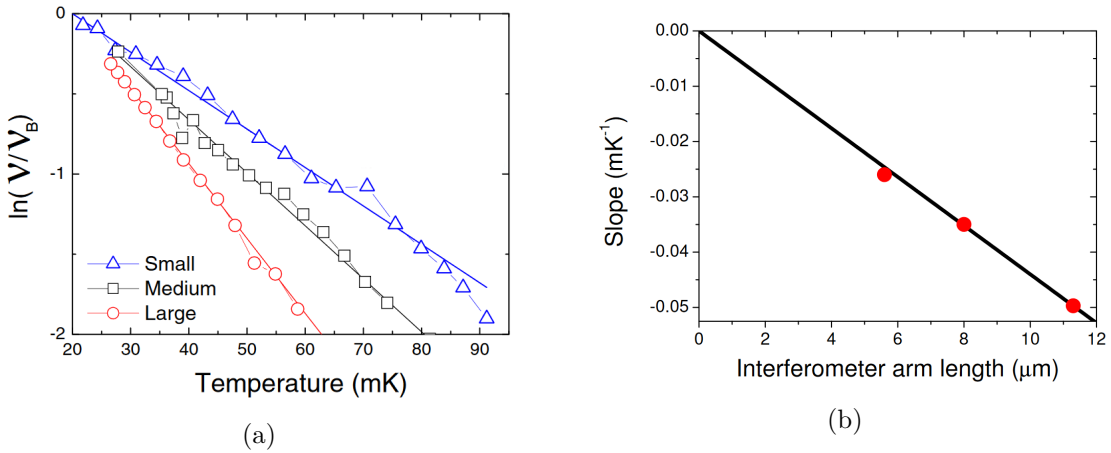 0
-1
-2
ln(𝒱/𝒱B)
20 30 40 50 60 70 80 90
Temperature (mK)
Small
Medium
Large
(a)
0.00
-0.01
-0.02
-0.03
-0.04
-0.05
Slope (mK⁻¹)
0 2 4 6 8 10 12
Interferometer arm length (μm)
(b)